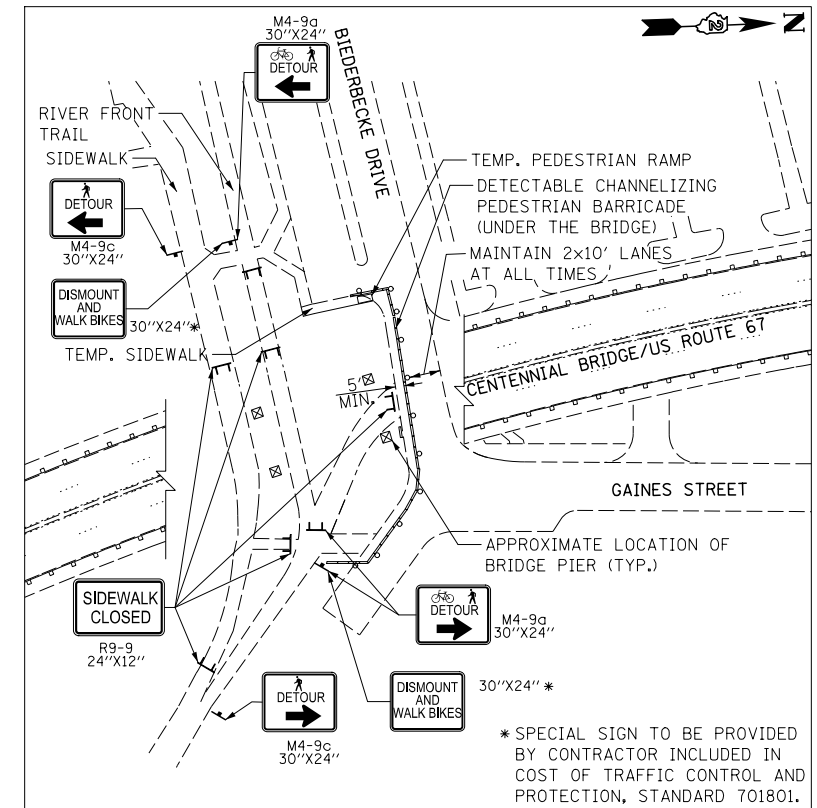 M4-9a
30"X24"
DETOUR
BIEDERBECKE DRIVE
N
2
RIVER FRONT
TRAIL
SIDEWALK
DETOUR
M4-9c
30"X24"
DISMOUNT
AND
WALK BIKES
30"X24"*
TEMP. SIDEWALK
TEMP. PEDESTRIAN RAMP
DETECTABLE CHANNELIZING
PEDESTRIAN BARRICADE
(UNDER THE BRIDGE)
MAINTAIN 2x10' LANES
AT ALL TIMES
CENTENNIAL BRIDGE/US ROUTE 67
5'
MIN.
GAINES STREET
APPROXIMATE LOCATION OF
BRIDGE PIER (TYP.)
SIDEWALK
CLOSED
R9-9
24"X12"
DETOUR
M4-9a
30"X24"
DETOUR
M4-9c
30"X24"
DISMOUNT
AND
WALK BIKES
30"X24" *
* SPECIAL SIGN TO BE PROVIDED
BY CONTRACTOR INCLUDED IN
COST OF TRAFFIC CONTROL AND
PROTECTION, STANDARD 701801.